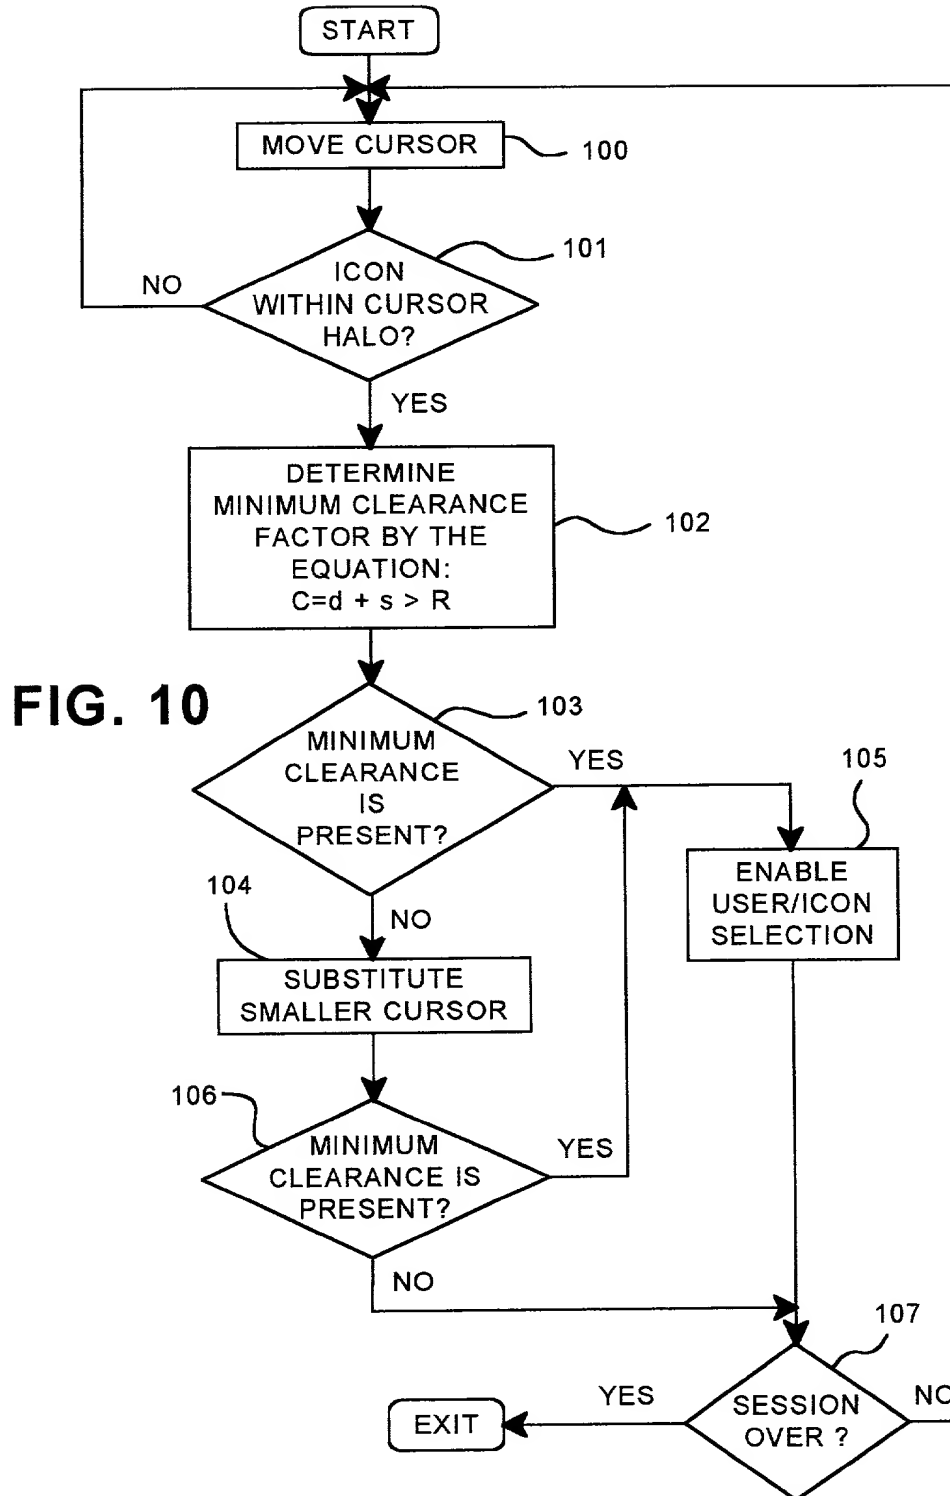 START
MOVE CURSOR
100
101
ICON
WITHIN CURSOR
HALO?
NO
YES
DETERMINE
MINIMUM CLEARANCE
FACTOR BY THE
EQUATION:
C=d + s > R
102
FIG. 10
103
MINIMUM
CLEARANCE
IS
PRESENT?
YES
105
ENABLE
USER/ICON
SELECTION
NO
104
SUBSTITUTE
SMALLER CURSOR
106
MINIMUM
CLEARANCE IS
PRESENT?
YES
NO
107
SESSION
OVER ?
YES
NO
EXIT